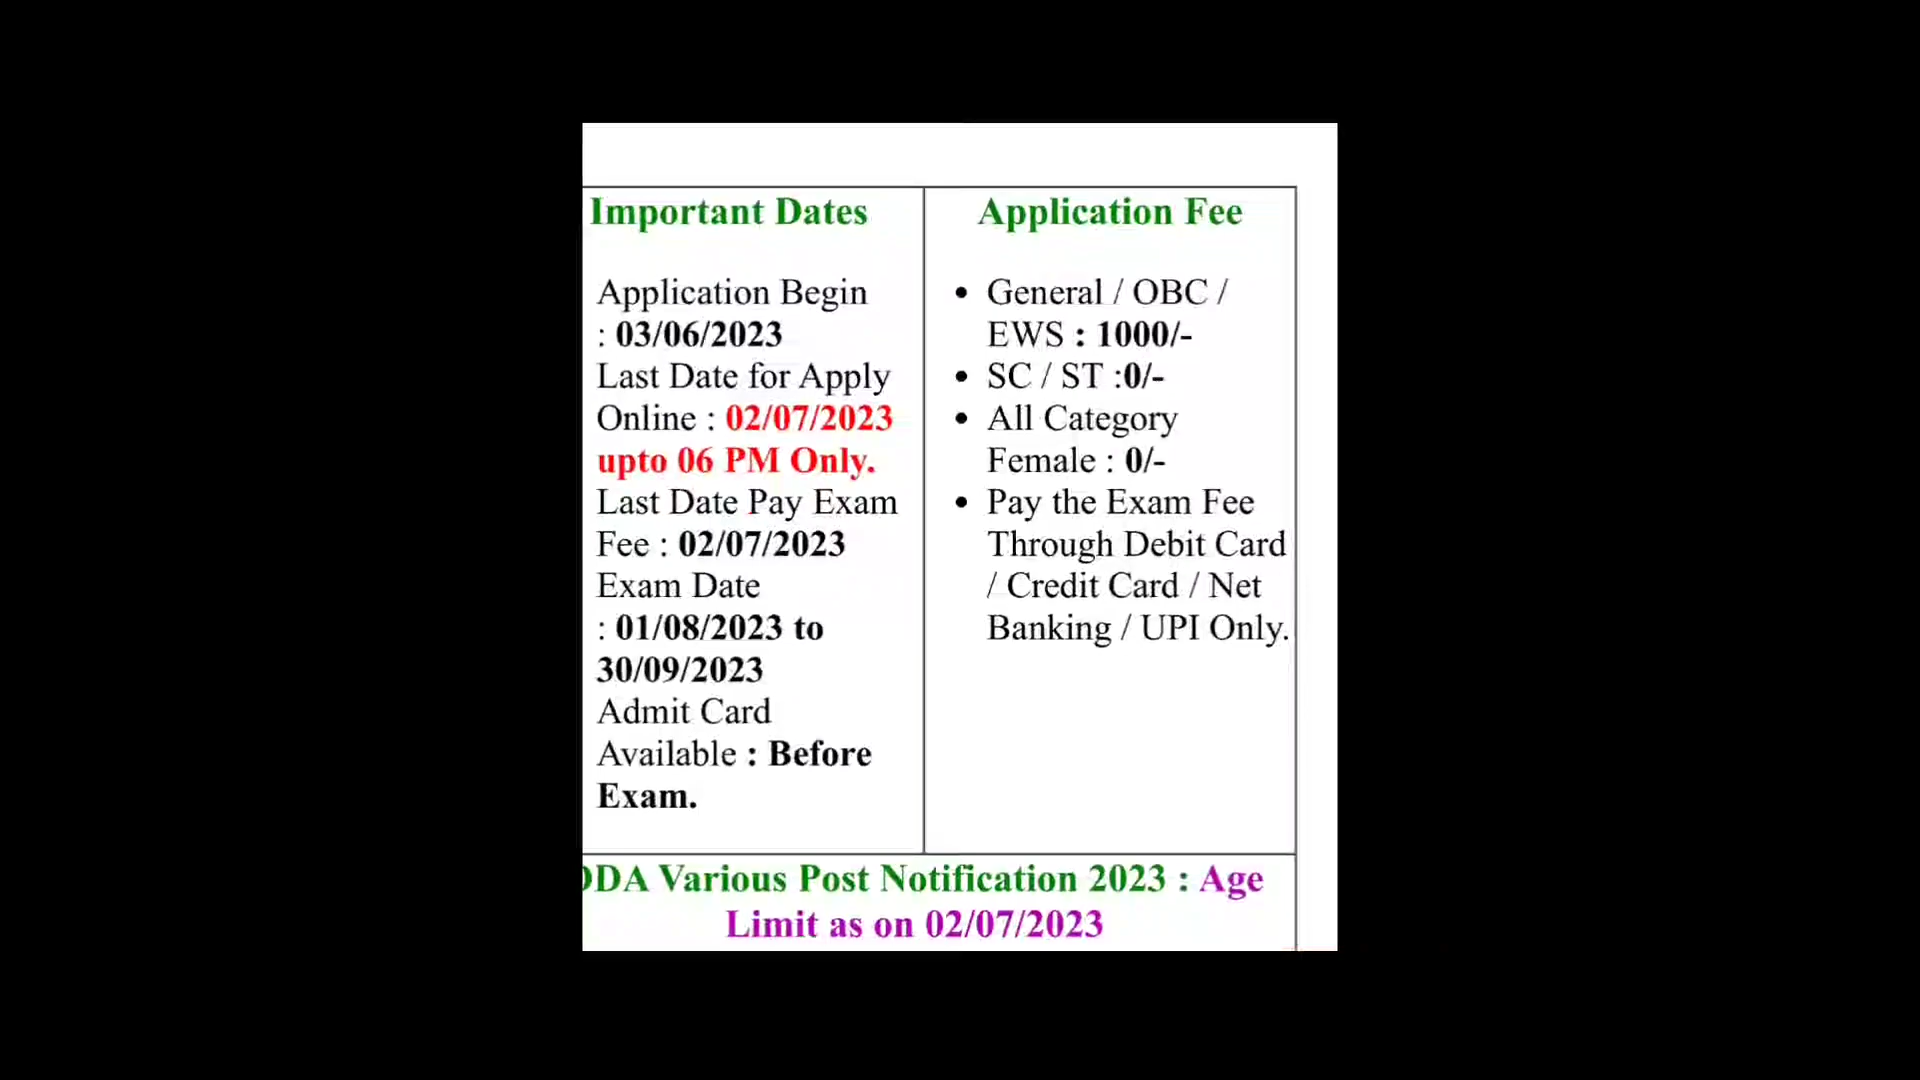 Important Dates
Application Begin
: 03/06/2023
Last Date for Apply
Online : 02/07/2023
upto 06 PM Only.
Last Date Pay Exam
Fee : 02/07/2023
Exam Date
: 01/08/2023 to
30/09/2023
Admit Card
Available : Before
Exam.
Application Fee
• General / OBC /
EWS : 1000/-
• SC / ST :0/-
• All Category
Female : 0/-
• Pay the Exam Fee
Through Debit Card
/ Credit Card / Net
Banking / UPI Only.
DDA Various Post Notification 2023 : Age
Limit as on 02/07/2023